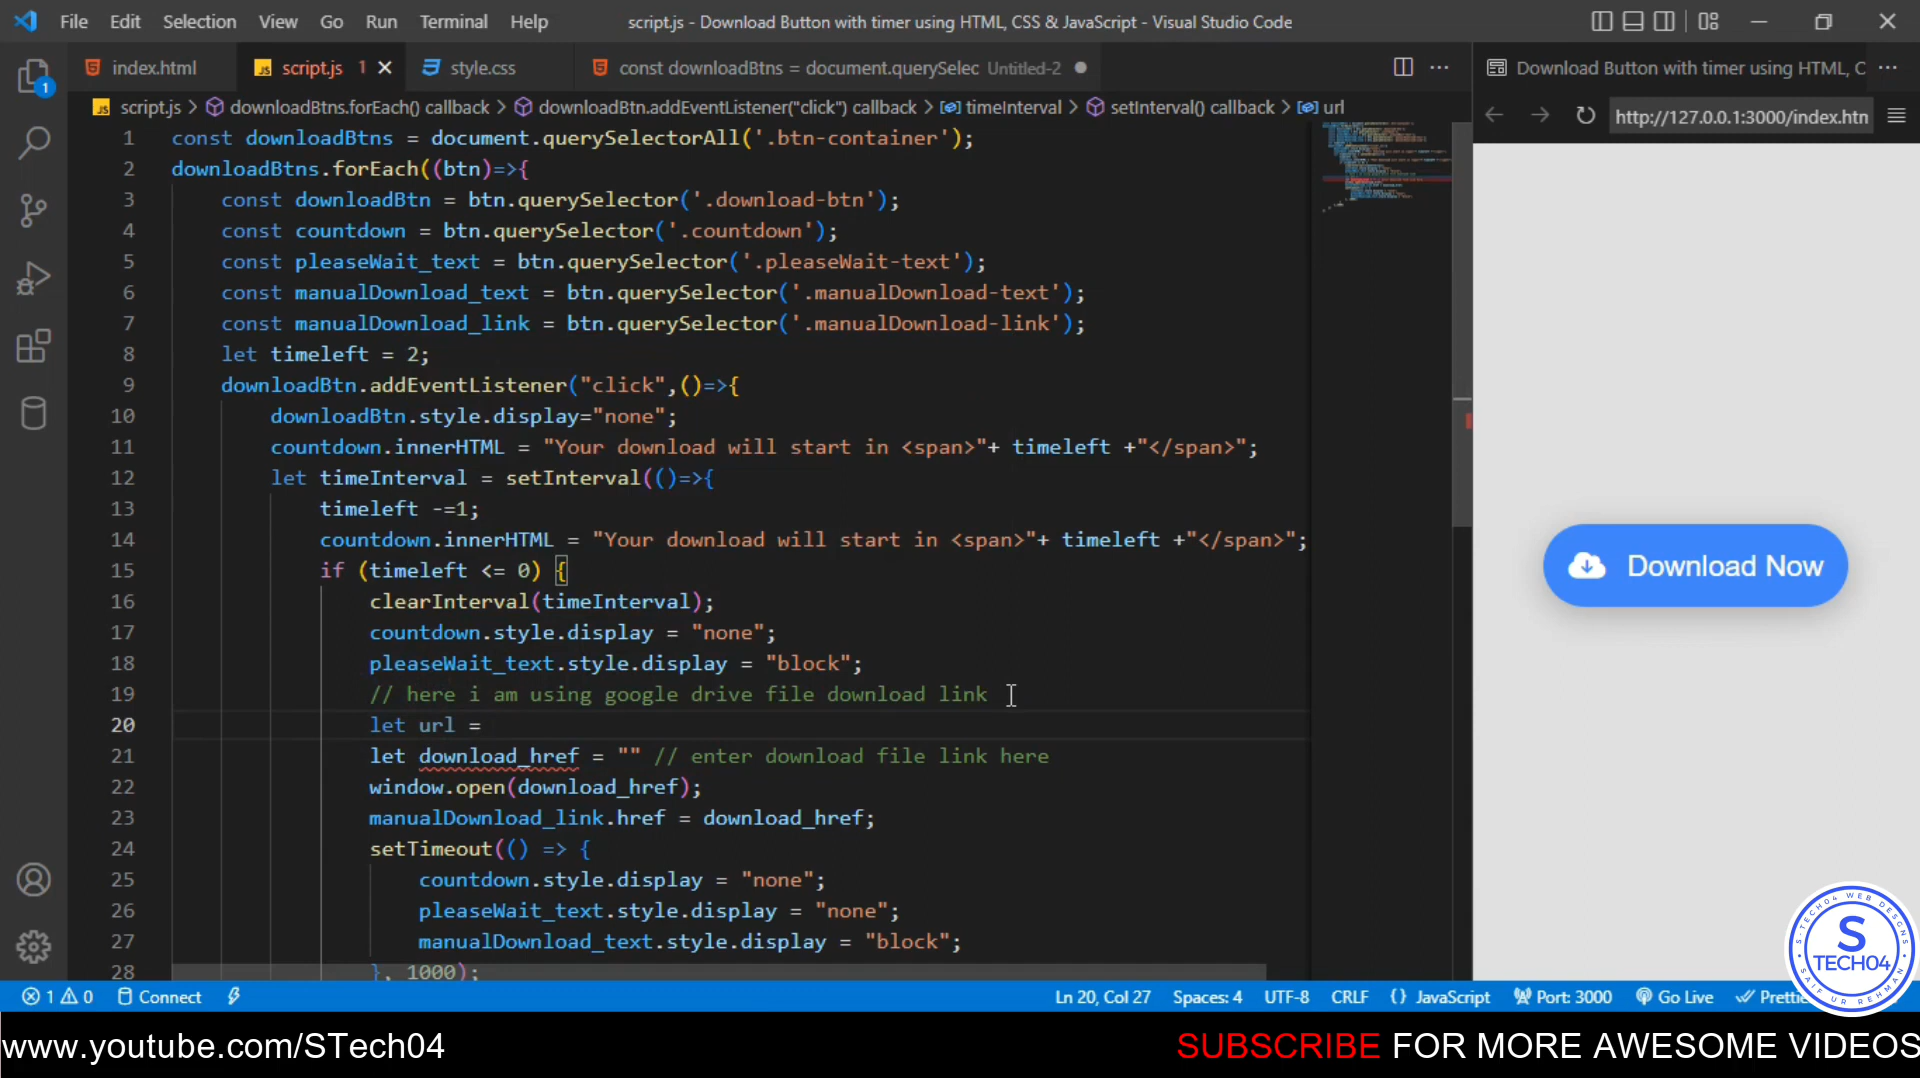 File Edit Selection View Go Run Terminal Help
script.js - Download Button with timer using HTML, CSS & JavaScript - Visual Studio Code
index.html
script.js 1
style.css
const downloadBtns = document.querySelec Untitled-2
Download Button with timer using HTML, C
script.js > downloadBtns.forEach() callback > downloadBtn.addEventListener("click") callback > timeInterval > setInterval() callback > url
http://127.0.0.1:3000/index.htn
1
1 const downloadBtns = document.querySelectorAll('.btn-container');
2 downloadBtns.forEach((btn)=>{
3 const downloadBtn = btn.querySelector('.download-btn');
4 const countdown = btn.querySelector('.countdown');
5 const pleaseWait_text = btn.querySelector('.pleaseWait-text');
6 const manualDownload_text = btn.querySelector('.manualDownload-text');
7 const manualDownload_link = btn.querySelector('.manualDownload-link');
8 let timeleft = 2;
9 downloadBtn.addEventListener("click",()=>{
10 downloadBtn.style.display="none";
11 countdown.innerHTML = "Your download will start in <span>"+ timeleft +"</span>";
12 let timeInterval = setInterval(()=>{
13 timeleft -=1;
14 countdown.innerHTML = "Your download will start in <span>"+ timeleft +"</span>";
15 if (timeleft <= 0) {
16 clearInterval(timeInterval);
17 countdown.style.display = "none";
18 pleaseWait_text.style.display = "block";
19 // here i am using google drive file download link
20 let url =
21 let download_href = "" // enter download file link here
22 window.open(download_href);
23 manualDownload_link.href = download_href;
24 setTimeout(() => {
25 countdown.style.display = "none";
26 pleaseWait_text.style.display = "none";
27 manualDownload_text.style.display = "block";
28 }, 1000);
Download Now
1 0 Connect
Ln 20, Col 27 Spaces: 4 UTF-8 CRLF {} JavaScript Port: 3000 Go Live Prettie
S-TECH04 WEB DESGNS
S
TECH04
SAIF UR REHMAN
www.youtube.com/STech04
SUBSCRIBE FOR MORE AWESOME VIDEOS